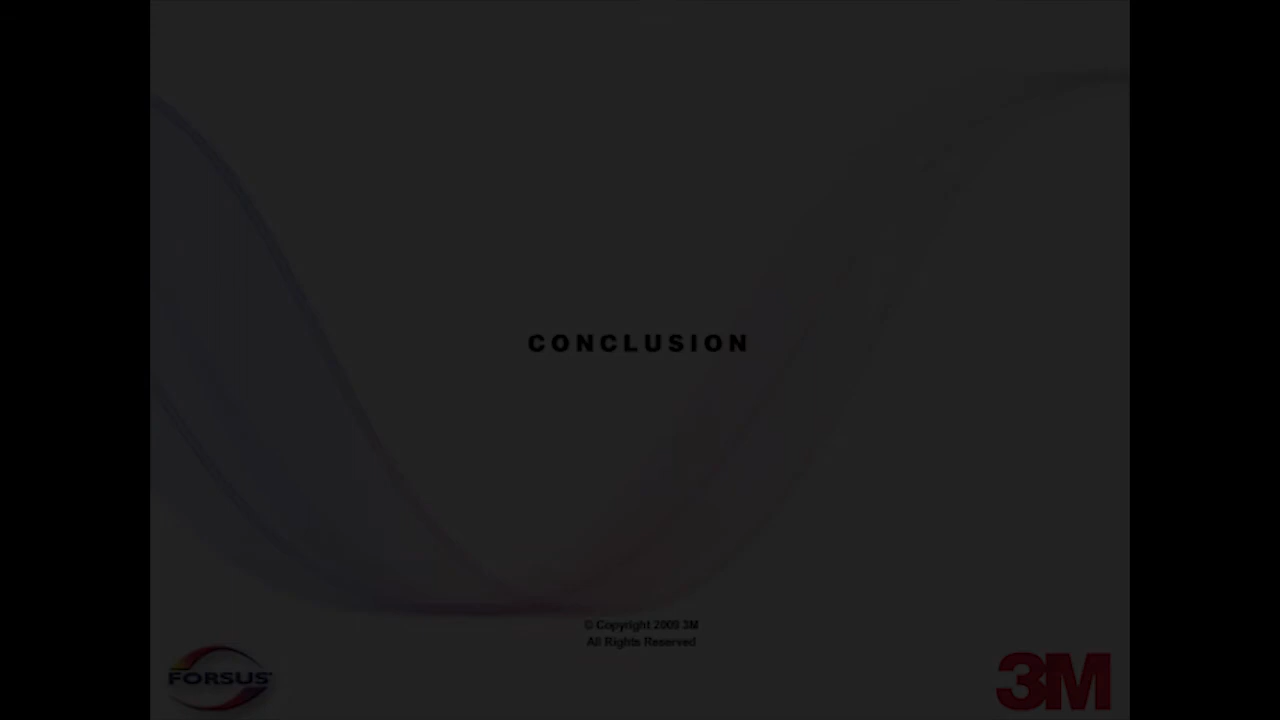 CONCLUSION
© Copyright 2009 3M
All Rights Reserved
FORSUS
3M